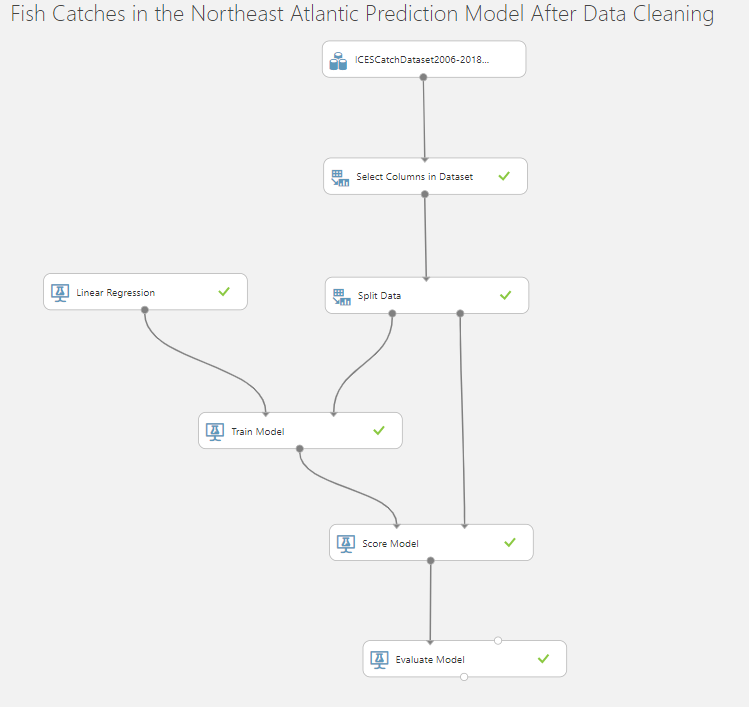 Fish Catches in the Northeast Atlantic Prediction Model After Data Cleaning
ICESCatchDataset2006-2018...
Select Columns in Dataset
Linear Regression
Split Data
Train Model
Score Model
Evaluate Model